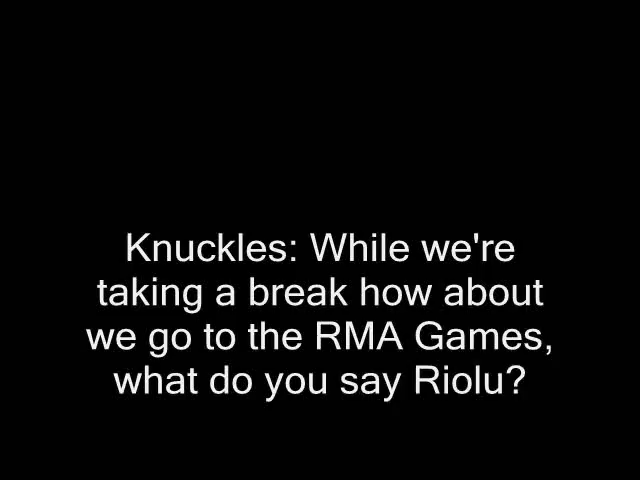 Knuckles: While we're
taking a break how about
we go to the RMA Games,
what do you say Riolu?